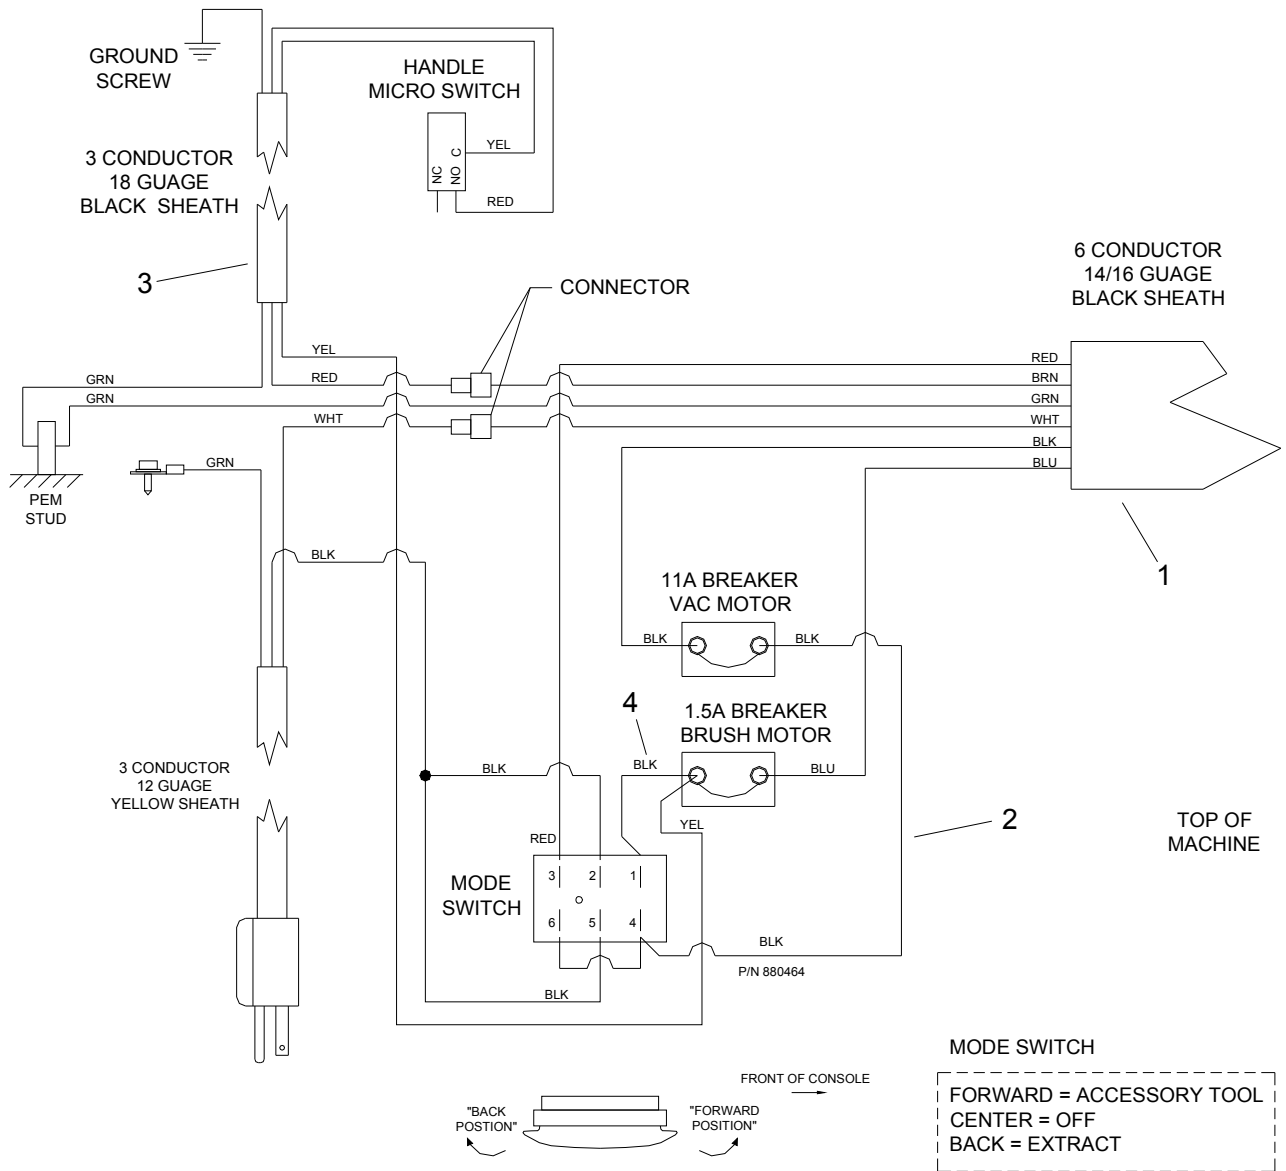 GROUND
SCREW
HANDLE
MICRO SWITCH
NC
NO
C
YEL
RED
3 CONDUCTOR
18 GUAGE
BLACK SHEATH
3
CONNECTOR
6 CONDUCTOR
14/16 GUAGE
BLACK SHEATH
YEL
RED
GRN
RED
BRN
GRN
GRN
WHT
WHT
BLK
BLU
GRN
PEM
STUD
1
BLK
11A BREAKER
VAC MOTOR
BLK
BLK
4
1.5A BREAKER
BRUSH MOTOR
BLK
BLU
3 CONDUCTOR
12 GUAGE
YELLOW SHEATH
BLK
YEL
RED
2
TOP OF
MACHINE
MODE
SWITCH
3
2
1
6
5
4
BLK
P/N 880464
BLK
MODE SWITCH
FORWARD = ACCESSORY TOOL
CENTER = OFF
BACK = EXTRACT
FRONT OF CONSOLE
"BACK
POSTION"
"FORWARD
POSITION"